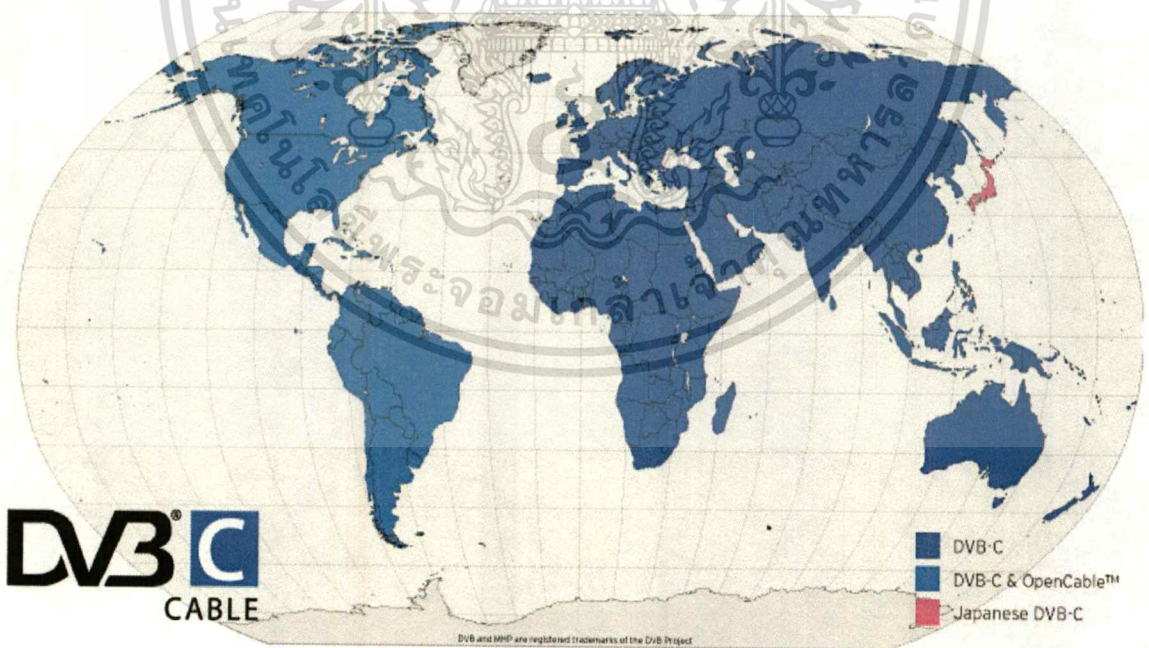 DVB® C
CABLE
DVB-C
DVB-C & OpenCable™
Japanese DVB-C
DVB and MHP are registered trademarks of the DVB Project